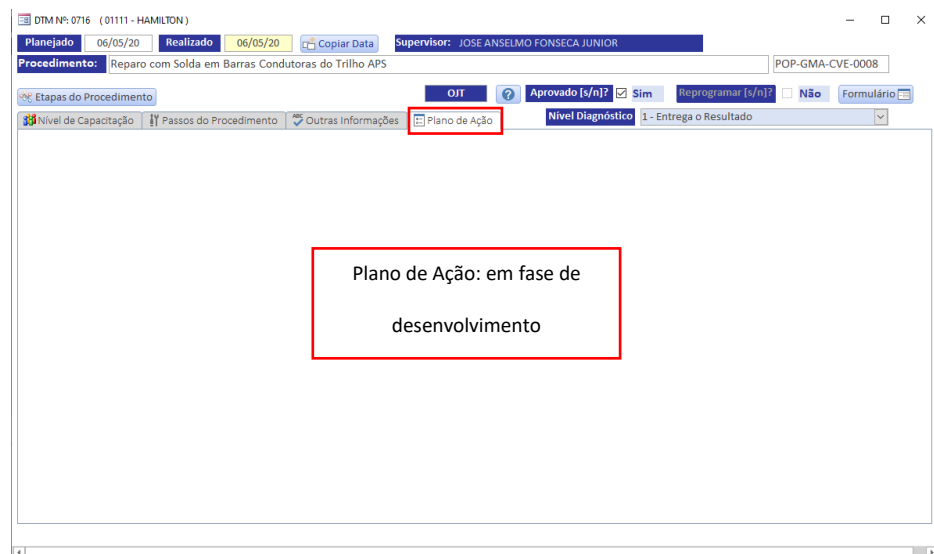 DTM Nº: 0716 ( 01111 - HAMILTON )
Planejado 06/05/20 Realizado 06/05/20 Copiar Data Supervisor: JOSE ANSELMO FONSECA JUNIOR
Procedimento: Reparo com Solda em Barras Condutoras do Trilho APS POP-GMA-CVE-0008
Etapas do Procedimento OJT ? Aprovado [s/n]? Sim Reprogramar [s/n]? Não Formulário
Nível de Capacitação Passos do Procedimento ABC Outras Informações Plano de Ação Nível Diagnóstico 1 - Entrega o Resultado
Plano de Ação: em fase de
desenvolvimento